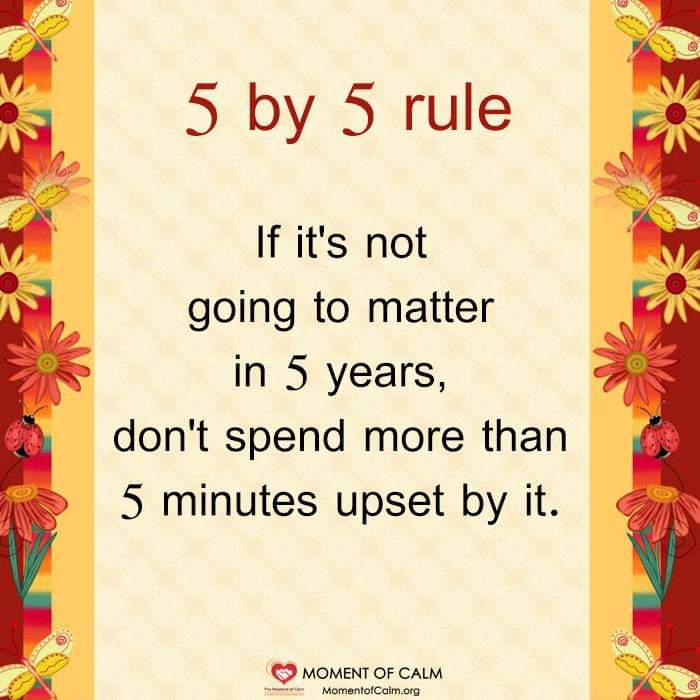 5 by 5 rule
If it's not
going to matter
in 5 years,
don't spend more than
5 minutes upset by it.
MOMENT OF CALM
MomentofCalm.org